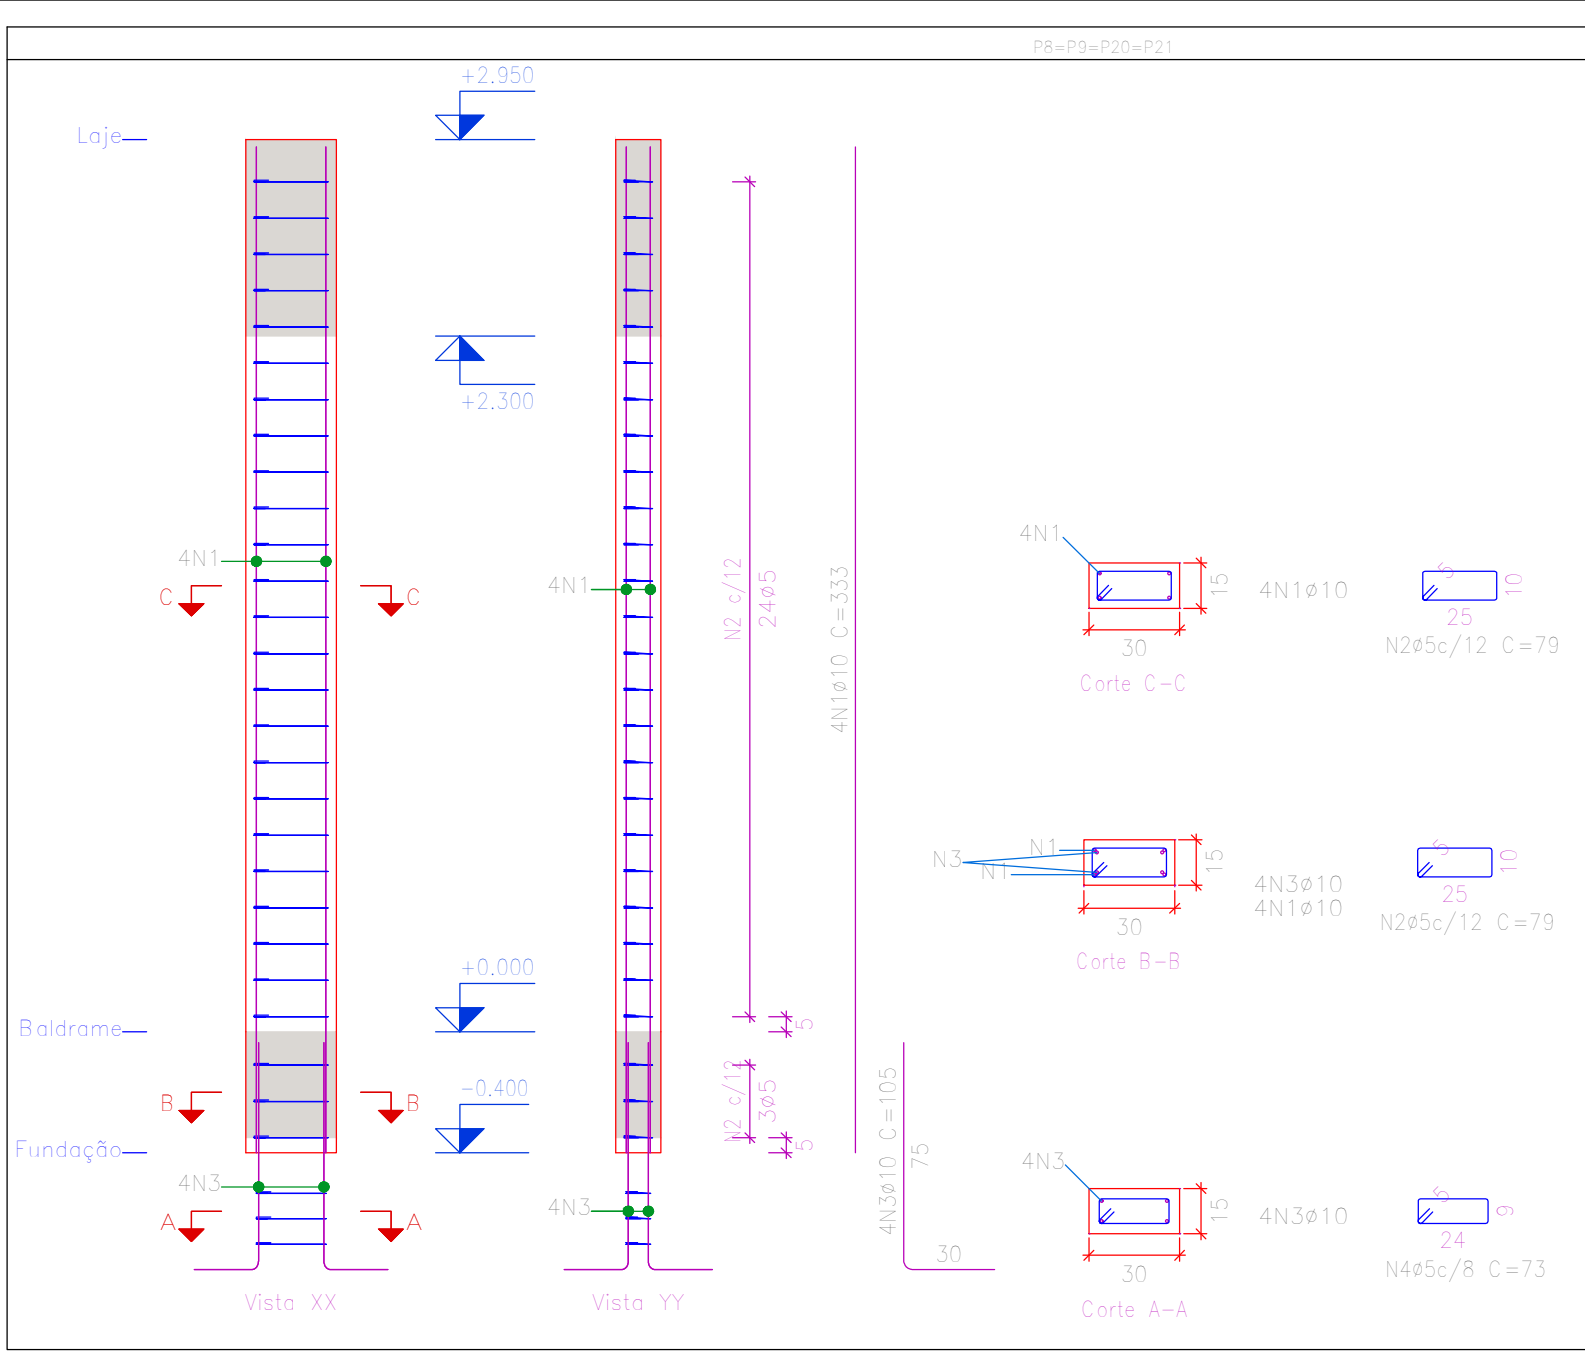 P8=P9=P20=P21
+2.950
Laje
+2.300
4N1
C
C
4N1
N2 c/12
24ø5
4N1ø10 C=333
4N1
15
30
4N1ø10
Corte C-C
5
10
25
N2ø5c/12 C=79
N3
N1
N1
15
30
4N3ø10
4N1ø10
Corte B-B
5
10
25
N2ø5c/12 C=79
+0.000
Baldrame
5
-0.400
B
B
N2 c/12
3ø5
5
Fundação
4N3
A
A
4N3
4N3ø10 C=105
75
30
4N3
15
30
4N3ø10
Corte A-A
5
9
24
N4ø5c/8 C=73
Vista XX
Vista YY